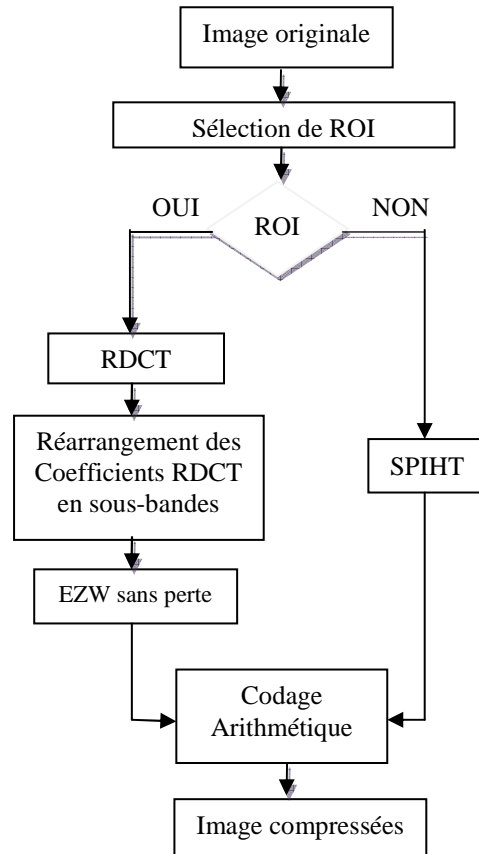 Image originale
Sélection de ROI
OUI
ROI
NON
RDCT
Réarrangement des
Coefficients RDCT
en sous-bandes
SPIHT
EZW sans perte
Codage
Arithmétique
Image compressées